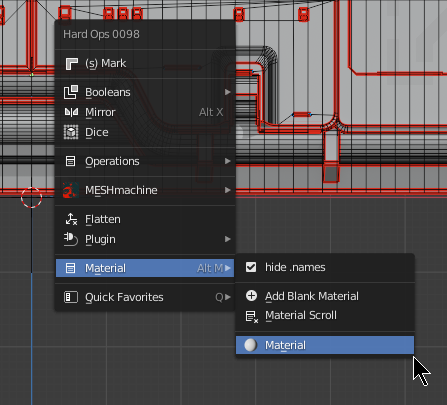 Hard Ops 0098
(s) Mark
Booleans
Mirror Alt X
Dice
Operations
MESHmachine
Flatten
Plugin
Material Alt M
Quick Favorites Q
hide .names
Add Blank Material
Material Scroll
Material